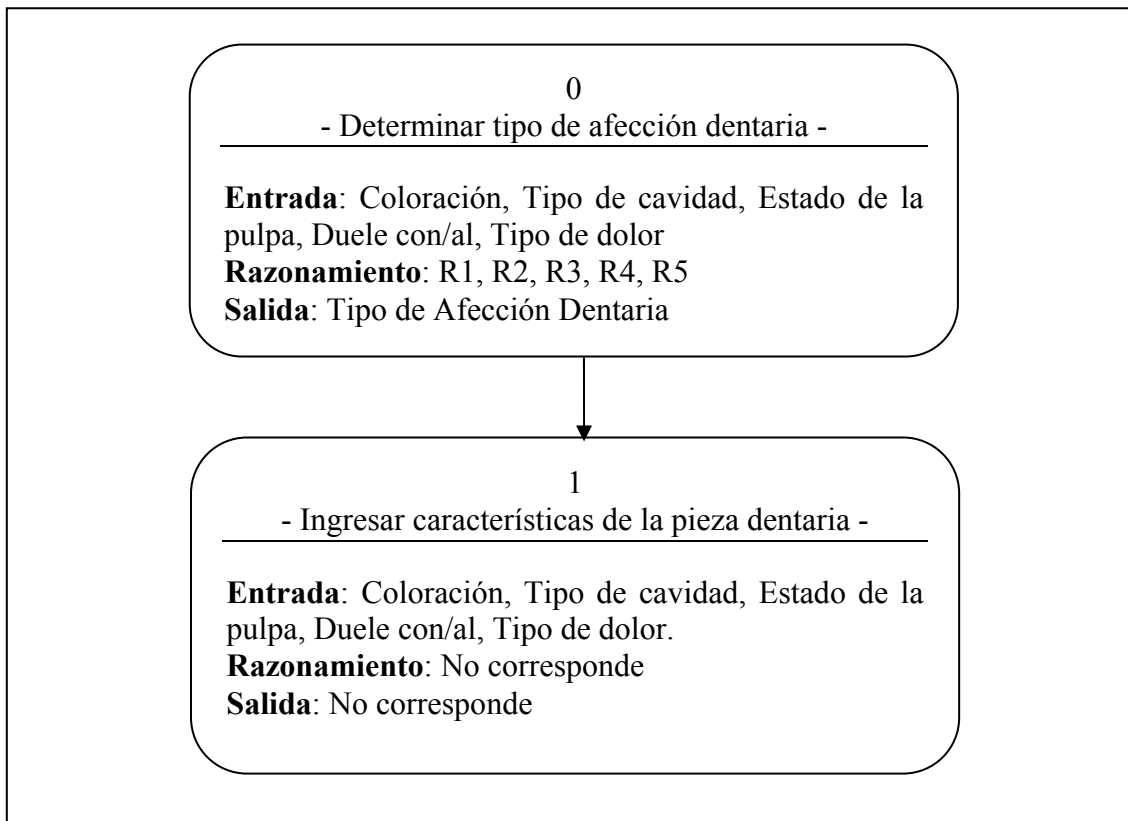 0
- Determinar tipo de afección dentaria -
Entrada: Coloración, Tipo de cavidad, Estado de la
pulpa, Duele con/al, Tipo de dolor
Razonamiento: R1, R2, R3, R4, R5
Salida: Tipo de Afección Dentaria
1
- Ingresar características de la pieza dentaria -
Entrada: Coloración, Tipo de cavidad, Estado de la
pulpa, Duele con/al, Tipo de dolor.
Razonamiento: No corresponde
Salida: No corresponde